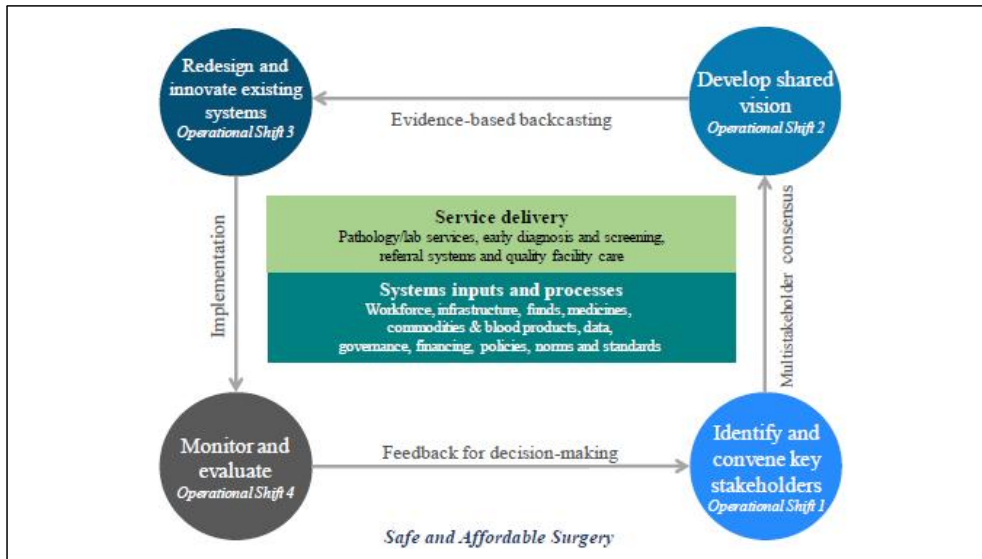 Redesign and
innovate existing
systems
Operational Shift 3
Develop shared
vision
Operational Shift 2
Evidence-based backcasting
Implementation
Service delivery
Pathology/lab services, early diagnosis and screening,
referral systems and quality facility care
Systems inputs and processes
Workforce, infrastructure, funds, medicines,
commodities & blood products, data,
governance, financing, policies, norms and standards
Multistakeholder consensus
Monitor and
evaluate
Operational Shift 4
Feedback for decision-making
Identify and
convene key
stakeholders
Operational Shift 1
Safe and Affordable Surgery